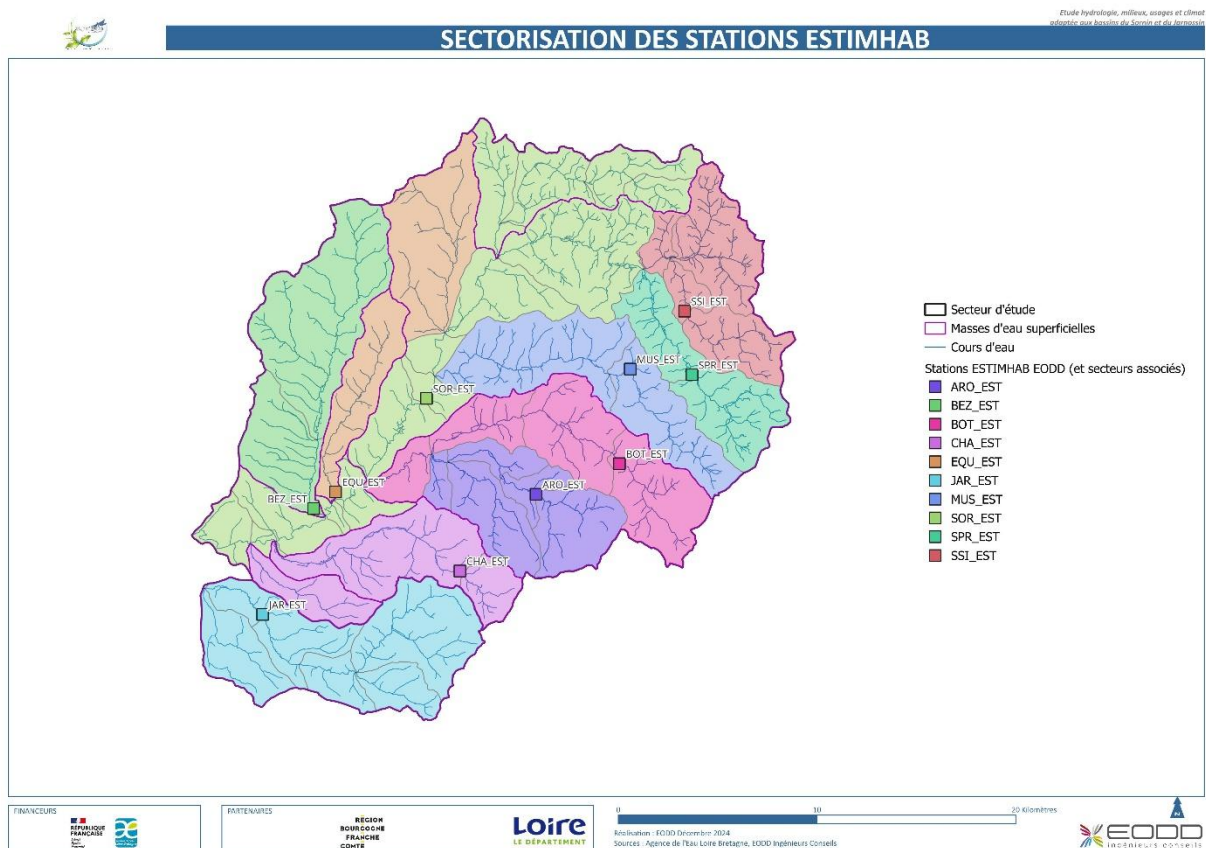 Etude hydrologie, milieux, usages et climat
adaptée aux bassins du Sornin et du Jarnossin
SECTORISATION DES STATIONS ESTIMHAB
SSI_EST
MUS_EST
SPR_EST
SOR_EST
BOT_EST
EQU_EST
ARO_EST
BEZ_EST
CHA_EST
JAR_EST
Secteur d'étude
Masses d'eau superficielles
Cours d'eau
Stations ESTIMHAB EODD (et secteurs associés)
ARO_EST
BEZ_EST
BOT_EST
CHA_EST
EQU_EST
JAR_EST
MUS_EST
SOR_EST
SPR_EST
SSI_EST
FINANCEURS
RÉPUBLIQUE
FRANÇAISE
PARTENAIRES
RÉGION
BOURGOGNE
FRANCHE
COMTÉ
Loire
LE DÉPARTEMENT
0 10 20 Kilomètres
Réalisation : EODD Décembre 2024
Sources : Agence de l'Eau Loire Bretagne, EODD Ingénieurs Conseils
N
EODD
ingénieurs conseils